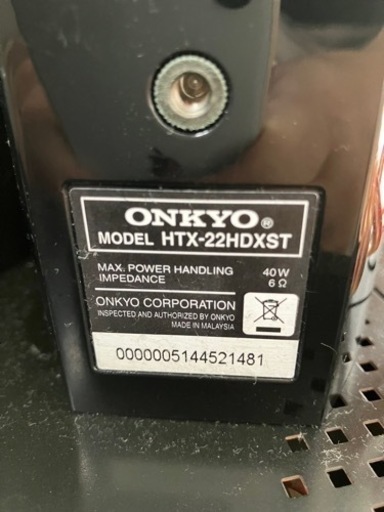 ONKYO®
MODEL HTX-22HDXST
MAX. POWER HANDLING 40W
IMPEDANCE 6Ω
ONKYO CORPORATION
INSPECTED AND AUTHORIZED BY ONKYO
MADE IN MALAYSIA
0000005144521481